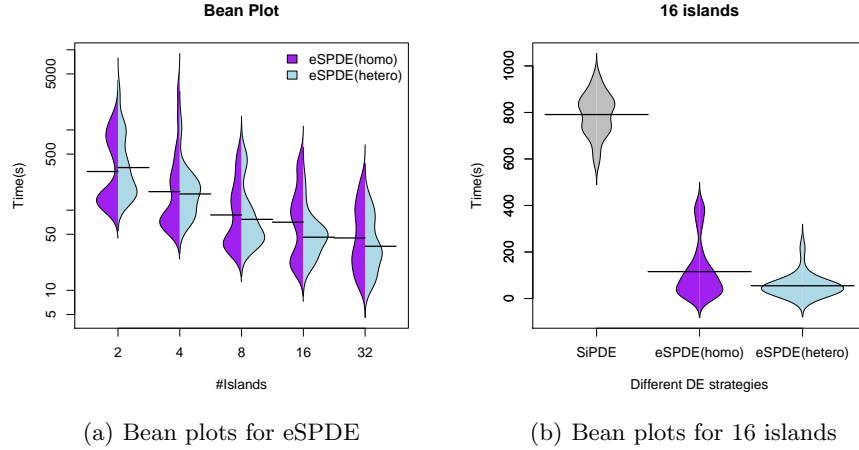 Bean Plot
eSPDE(homo)
eSPDE(hetero)
Time(s)
5000
500
50
10
5
2 4 8 16 32
#Islands
(a) Bean plots for eSPDE
16 islands
Time(s)
1000
800
600
400
200
0
SiPDE eSPDE(homo) eSPDE(hetero)
Different DE strategies
(b) Bean plots for 16 islands